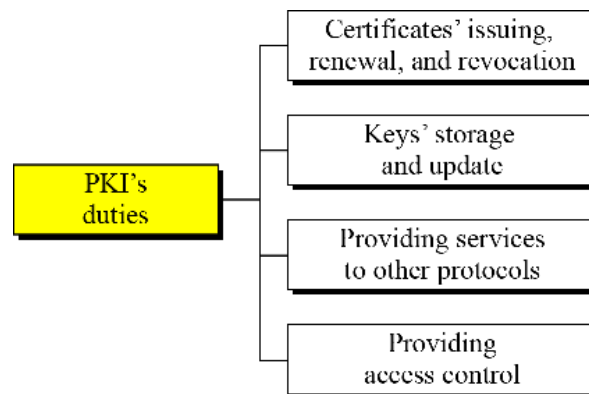 Certificates' issuing,
renewal, and revocation
Keys' storage
and update
PKI's
duties
Providing services
to other protocols
Providing
access control